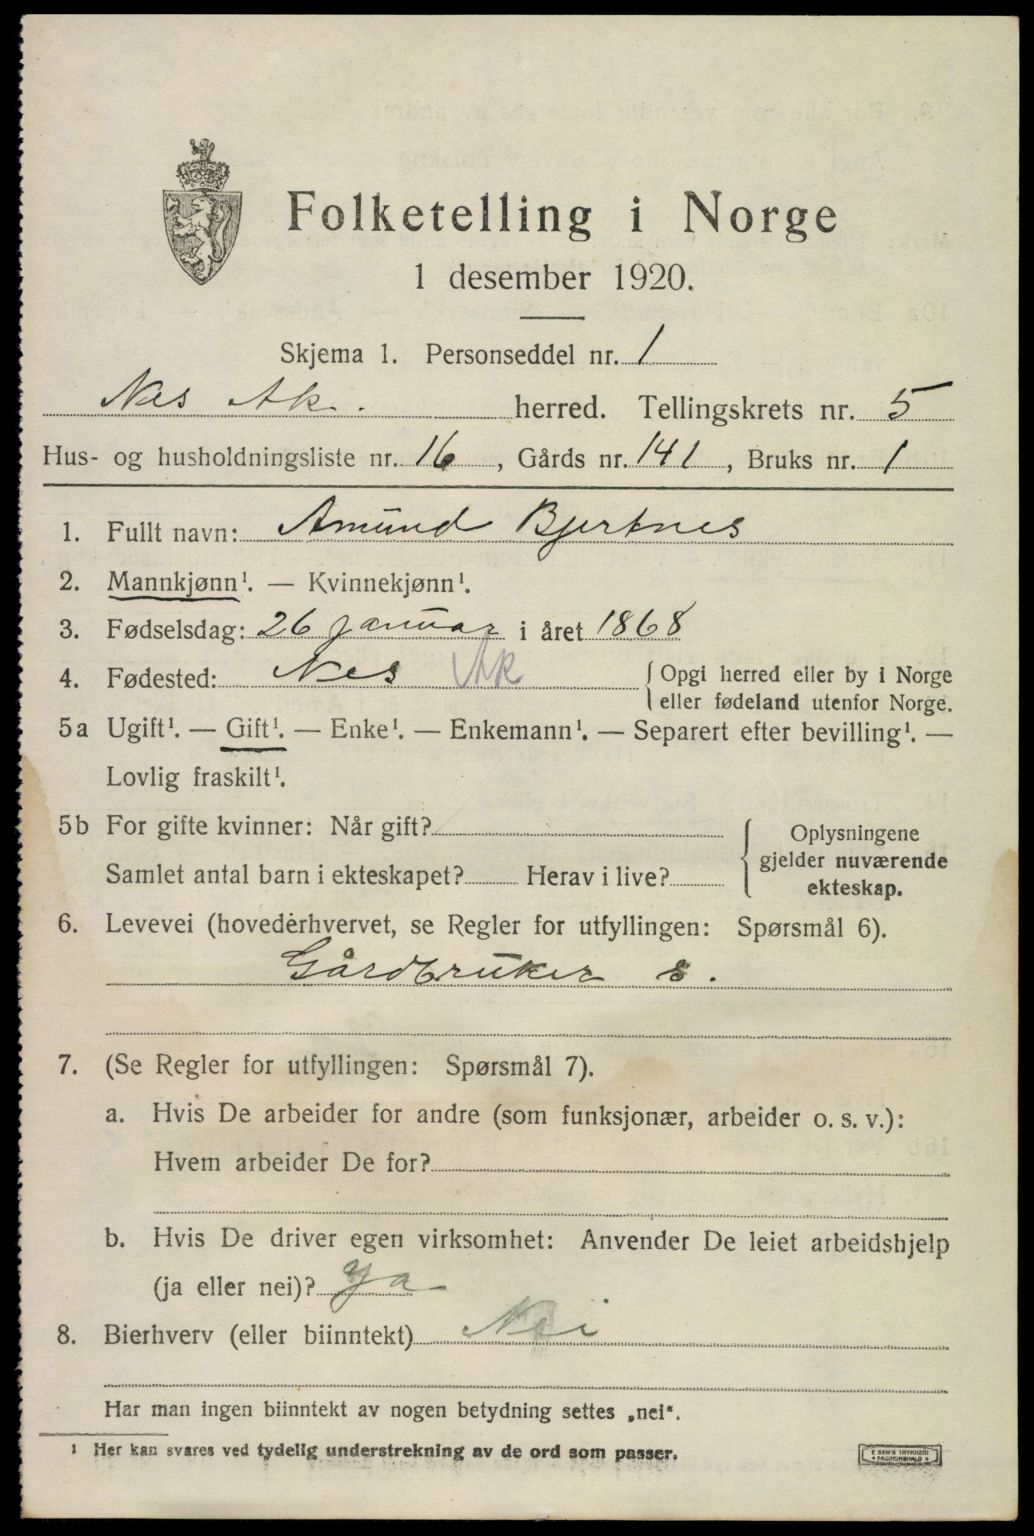 Folketelling i Norge
1 desember 1920.
Skjema 1. Personseddel nr. 1
Nes Ak. herred. Tellingskrets nr. 5
Hus- og husholdningsliste nr. 16, Gårds nr. 141, Bruks nr. 1
1. Fullt navn: Amund Bjertnes
2. Mannkjønn¹. — Kvinnekjønn¹.
3. Fødselsdag: 26 januar i året 1868
4. Fødested: Nes Ak { Opgi herred eller by i Norge
eller fødeland utenfor Norge.
5a Ugift¹. — Gift¹. — Enke¹. — Enkemann¹. — Separert efter bevilling¹. —
Lovlig fraskilt¹.
5b For gifte kvinner: Når gift?
Samlet antal barn i ekteskapet? Herav i live?
{ Oplysningene
gjelder nuværende
ekteskap.
6. Levevei (hovederhvervet, se Regler for utfyllingen: Spørsmål 6).
Gårdbruker s.
7. (Se Regler for utfyllingen: Spørsmål 7).
a. Hvis De arbeider for andre (som funksjonær, arbeider o. s. v.):
Hvem arbeider De for?
b. Hvis De driver egen virksomhet: Anvender De leiet arbeidshjelp
(ja eller nei)? ya
8. Bierhverv (eller biinntekt) Nei
Har man ingen biinntekt av nogen betydning settes „nei“.
¹ Her kan svares ved tydelig understrekning av de ord som passer.